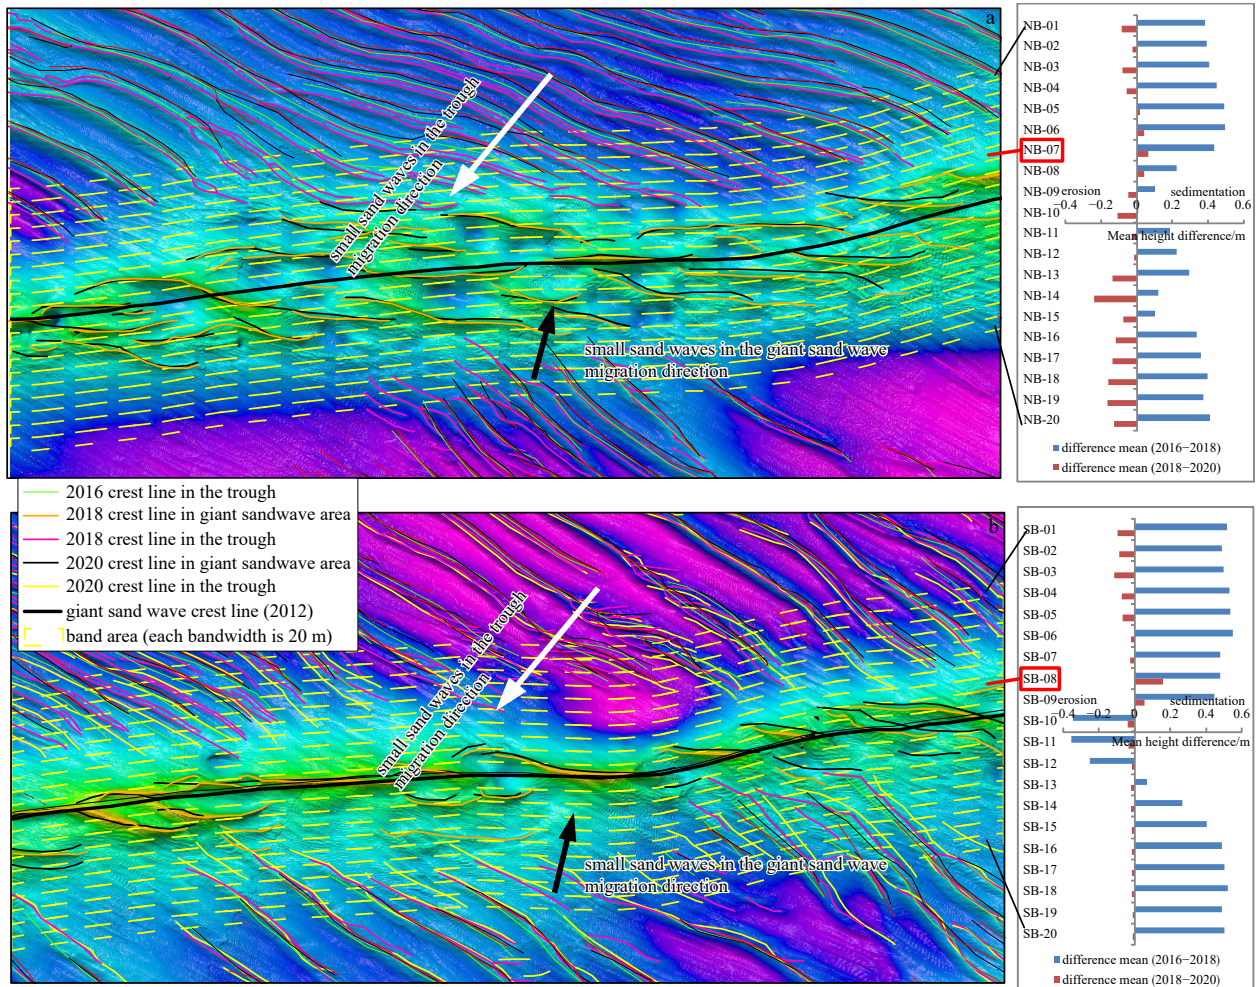 a
small sand waves in the trough
migration direction
small sand waves in the giant sand wave
migration direction
NB-01
NB-02
NB-03
NB-04
NB-05
NB-06
NB-07
NB-08
NB-09
erosion
sedimentation
-0.4
-0.2
0
0.2
0.4
0.6
NB-10
NB-11
Mean height difference/m
NB-12
NB-13
NB-14
NB-15
NB-16
NB-17
NB-18
NB-19
NB-20
difference mean (2016−2018)
difference mean (2018−2020)
2016 crest line in the trough
2018 crest line in giant sandwave area
2018 crest line in the trough
2020 crest line in giant sandwave area
2020 crest line in the trough
giant sand wave crest line (2012)
band area (each bandwidth is 20 m)
b
small sand waves in the trough
migration direction
small sand waves in the giant sand wave
migration direction
SB-01
SB-02
SB-03
SB-04
SB-05
SB-06
SB-07
SB-08
SB-09
erosion
sedimentation
-0.4
-0.2
0
0.2
0.4
0.6
SB-10
SB-11
Mean height difference/m
SB-12
SB-13
SB-14
SB-15
SB-16
SB-17
SB-18
SB-19
SB-20
difference mean (2016−2018)
difference mean (2018−2020)